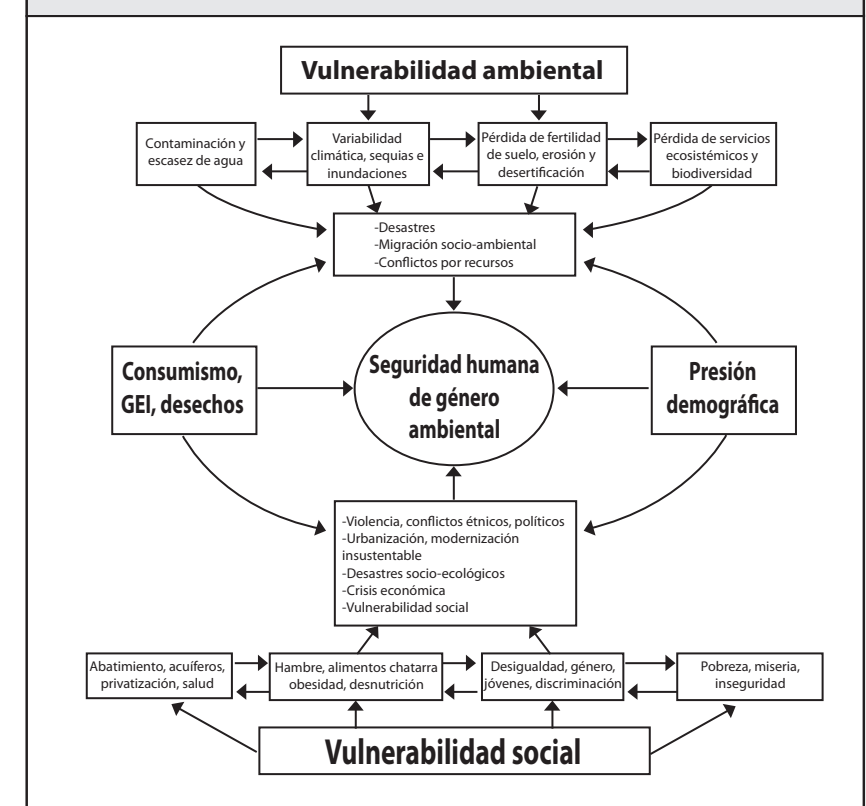 Vulnerabilidad ambiental
Contaminación y
escasez de agua
Variabilidad
climática, sequias e
inundaciones
Pérdida de fertilidad
de suelo, erosión y
desertificación
Pérdida de servicios
ecosistémicos y
biodiversidad
-Desastres
-Migración socio-ambiental
-Conflictos por recursos
Consumismo,
GEI, desechos
Seguridad humana
de género
ambiental
Presión
demográfica
-Violencia, conflictos étnicos, políticos
-Urbanización, modernización
insustentable
-Desastres socio-ecológicos
-Crisis económica
-Vulnerabilidad social
Abatimiento, acuíferos,
privatización, salud
Hambre, alimentos chatarra
obesidad, desnutrición
Desigualdad, género,
jóvenes, discriminación
Pobreza, miseria,
inseguridad
Vulnerabilidad social